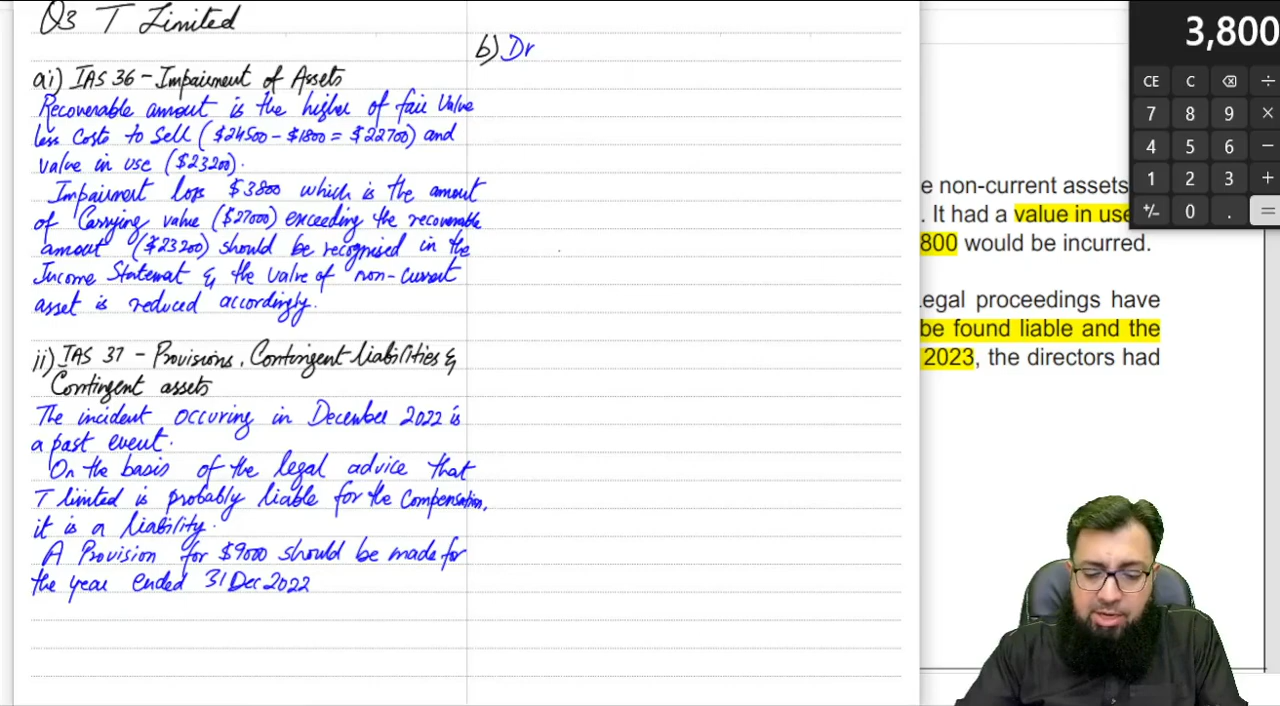 Q3 T Limited
a i) IAS 36 - Impairment of Assets
Recoverable amount is the higher of fair Value
less Costs to Sell ($24500 - $1800 = $22700) and
value in use ($23200).
Impairment loss $3800 which is the amount
of Carrying value ($27000) exceeding the recoverable
amount ($23200) should be recognised in the
Income Statement & the value of non-current
asset is reduced accordingly.
ii) IAS 37 - Provisions, Contingent liabilities &
Contingent assets
The incident occuring in December 2022 is
a past event.
On the basis of the legal advice that
T limited is probably liable for the Compensation,
it is a liability.
A Provision for $9000 should be made for
the year ended 31 Dec 2022
b) Dr
3,800
CE C ⌫ ÷
7 8 9 ×
4 5 6 −
1 2 3 +
+/− 0 . =
e non-current assets
. It had a value in use
800 would be incurred.
egal proceedings have
be found liable and the
2023, the directors had